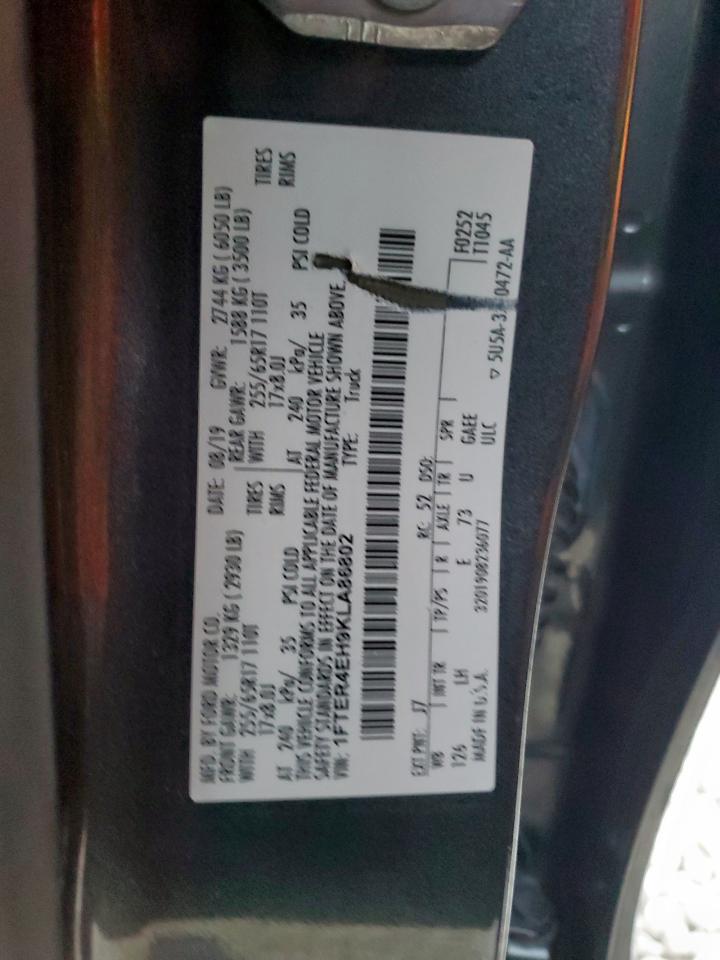 MFD. BY FORD MOTOR CO.
DATE: 08/19 GVWR: 2744 KG ( 6050 LB)
FRONT GAWR: 1329 KG ( 2930 LB)
REAR GAWR: 1588 KG ( 3500 LB)
WITH 255/65R17 110T TIRES
WITH 255/65R17 110T TIRES
17x8.0J RIMS
17x8.0J RIMS
AT 240 kPa/ 35 PSI COLD
AT 240 kPa/ 35 PSI COLD
THIS VEHICLE CONFORMS TO ALL APPLICABLE FEDERAL MOTOR VEHICLE
SAFETY STANDARDS IN EFFECT ON THE DATE OF MANUFACTURE SHOWN ABOVE.
VIN: 1FTER4EH9KLA86802 TYPE: Truck
F0252
EXT PNT: J7 RC: 52 DSO: T1045
WB INT TR TP/PS R AXLE TR SPR
126 LH E 73 U GAEE
MADE IN U.S.A. 3201908236077 ULC
0472-AA